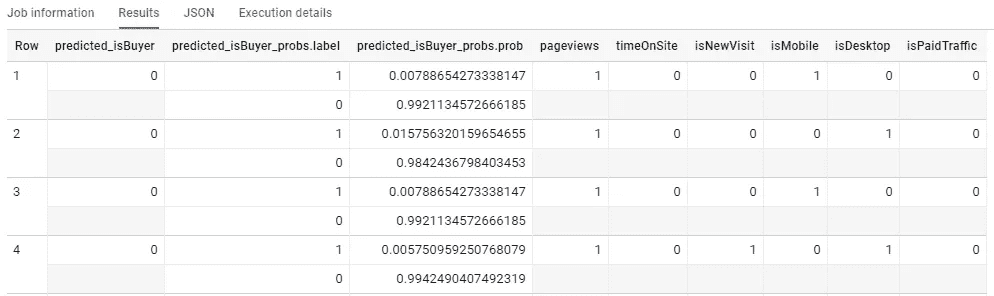 Job information Results JSON Execution details
Row predicted_isBuyer predicted_isBuyer_probs.label predicted_isBuyer_probs.prob pageviews timeOnSite isNewVisit isMobile isDesktop isPaidTraffic
1 0 1 0.00788654273338147 1 0 0 1 0 0
0 0.9921134572666185
2 0 1 0.015756320159654655 1 0 0 0 1 0
0 0.9842436798403453
3 0 1 0.00788654273338147 1 0 0 1 0 0
0 0.9921134572666185
4 0 1 0.005750959250768079 1 0 1 0 1 0
0 0.9942490407492319